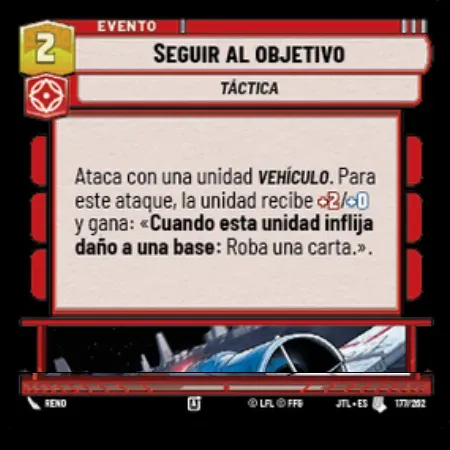 EVENTO
2
SEGUIR AL OBJETIVO
TÁCTICA
Ataca con una unidad VEHÍCULO. Para
este ataque, la unidad recibe +2/+0
y gana: «Cuando esta unidad inflija
daño a una base: Roba una carta.».
RENO
Ⓒ LFL Ⓒ FFG
JTL • ES
177/262